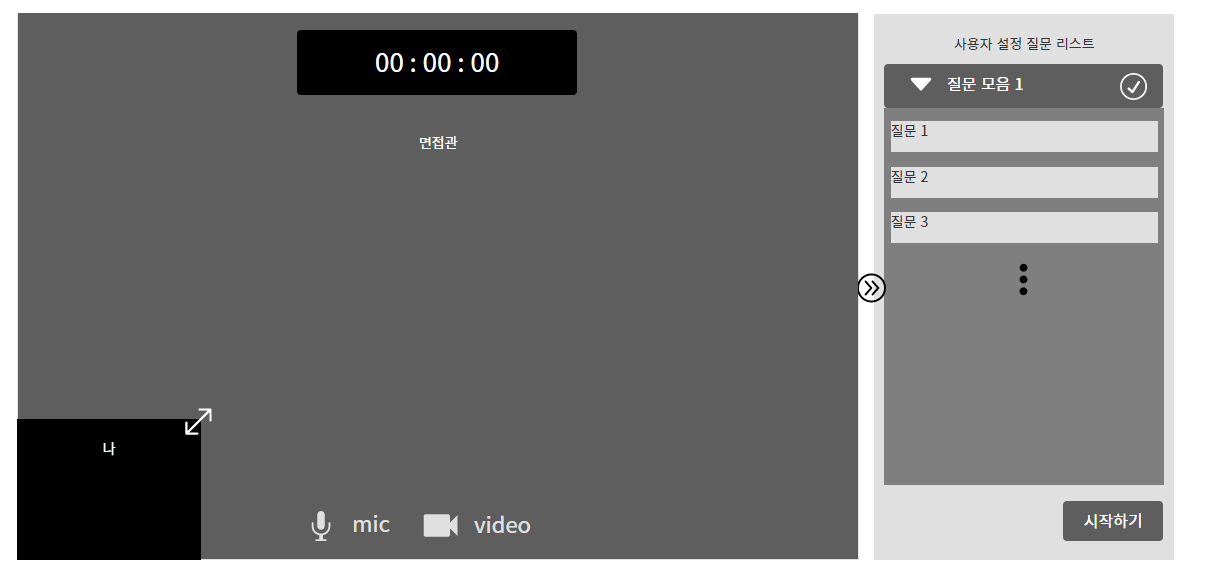 00 : 00 : 00
면접관
나
mic
video
사용자 설정 질문 리스트
질문 모음 1
질문 1
질문 2
질문 3
시작하기